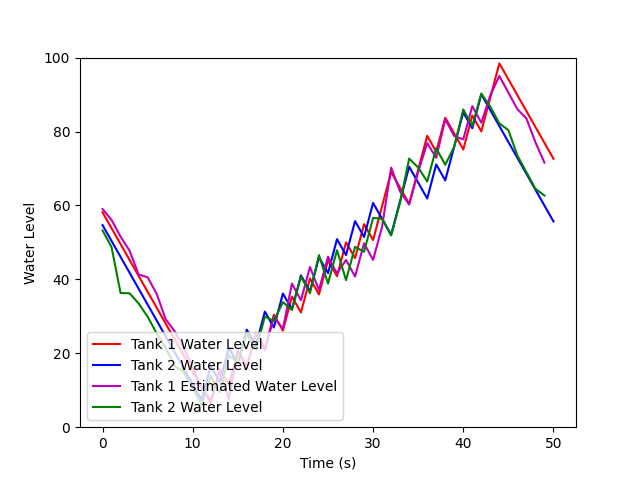 100
80
60
40
20
0
Water Level
Tank 1 Water Level
Tank 2 Water Level
Tank 1 Estimated Water Level
Tank 2 Water Level
0 10 20 30 40 50
Time (s)